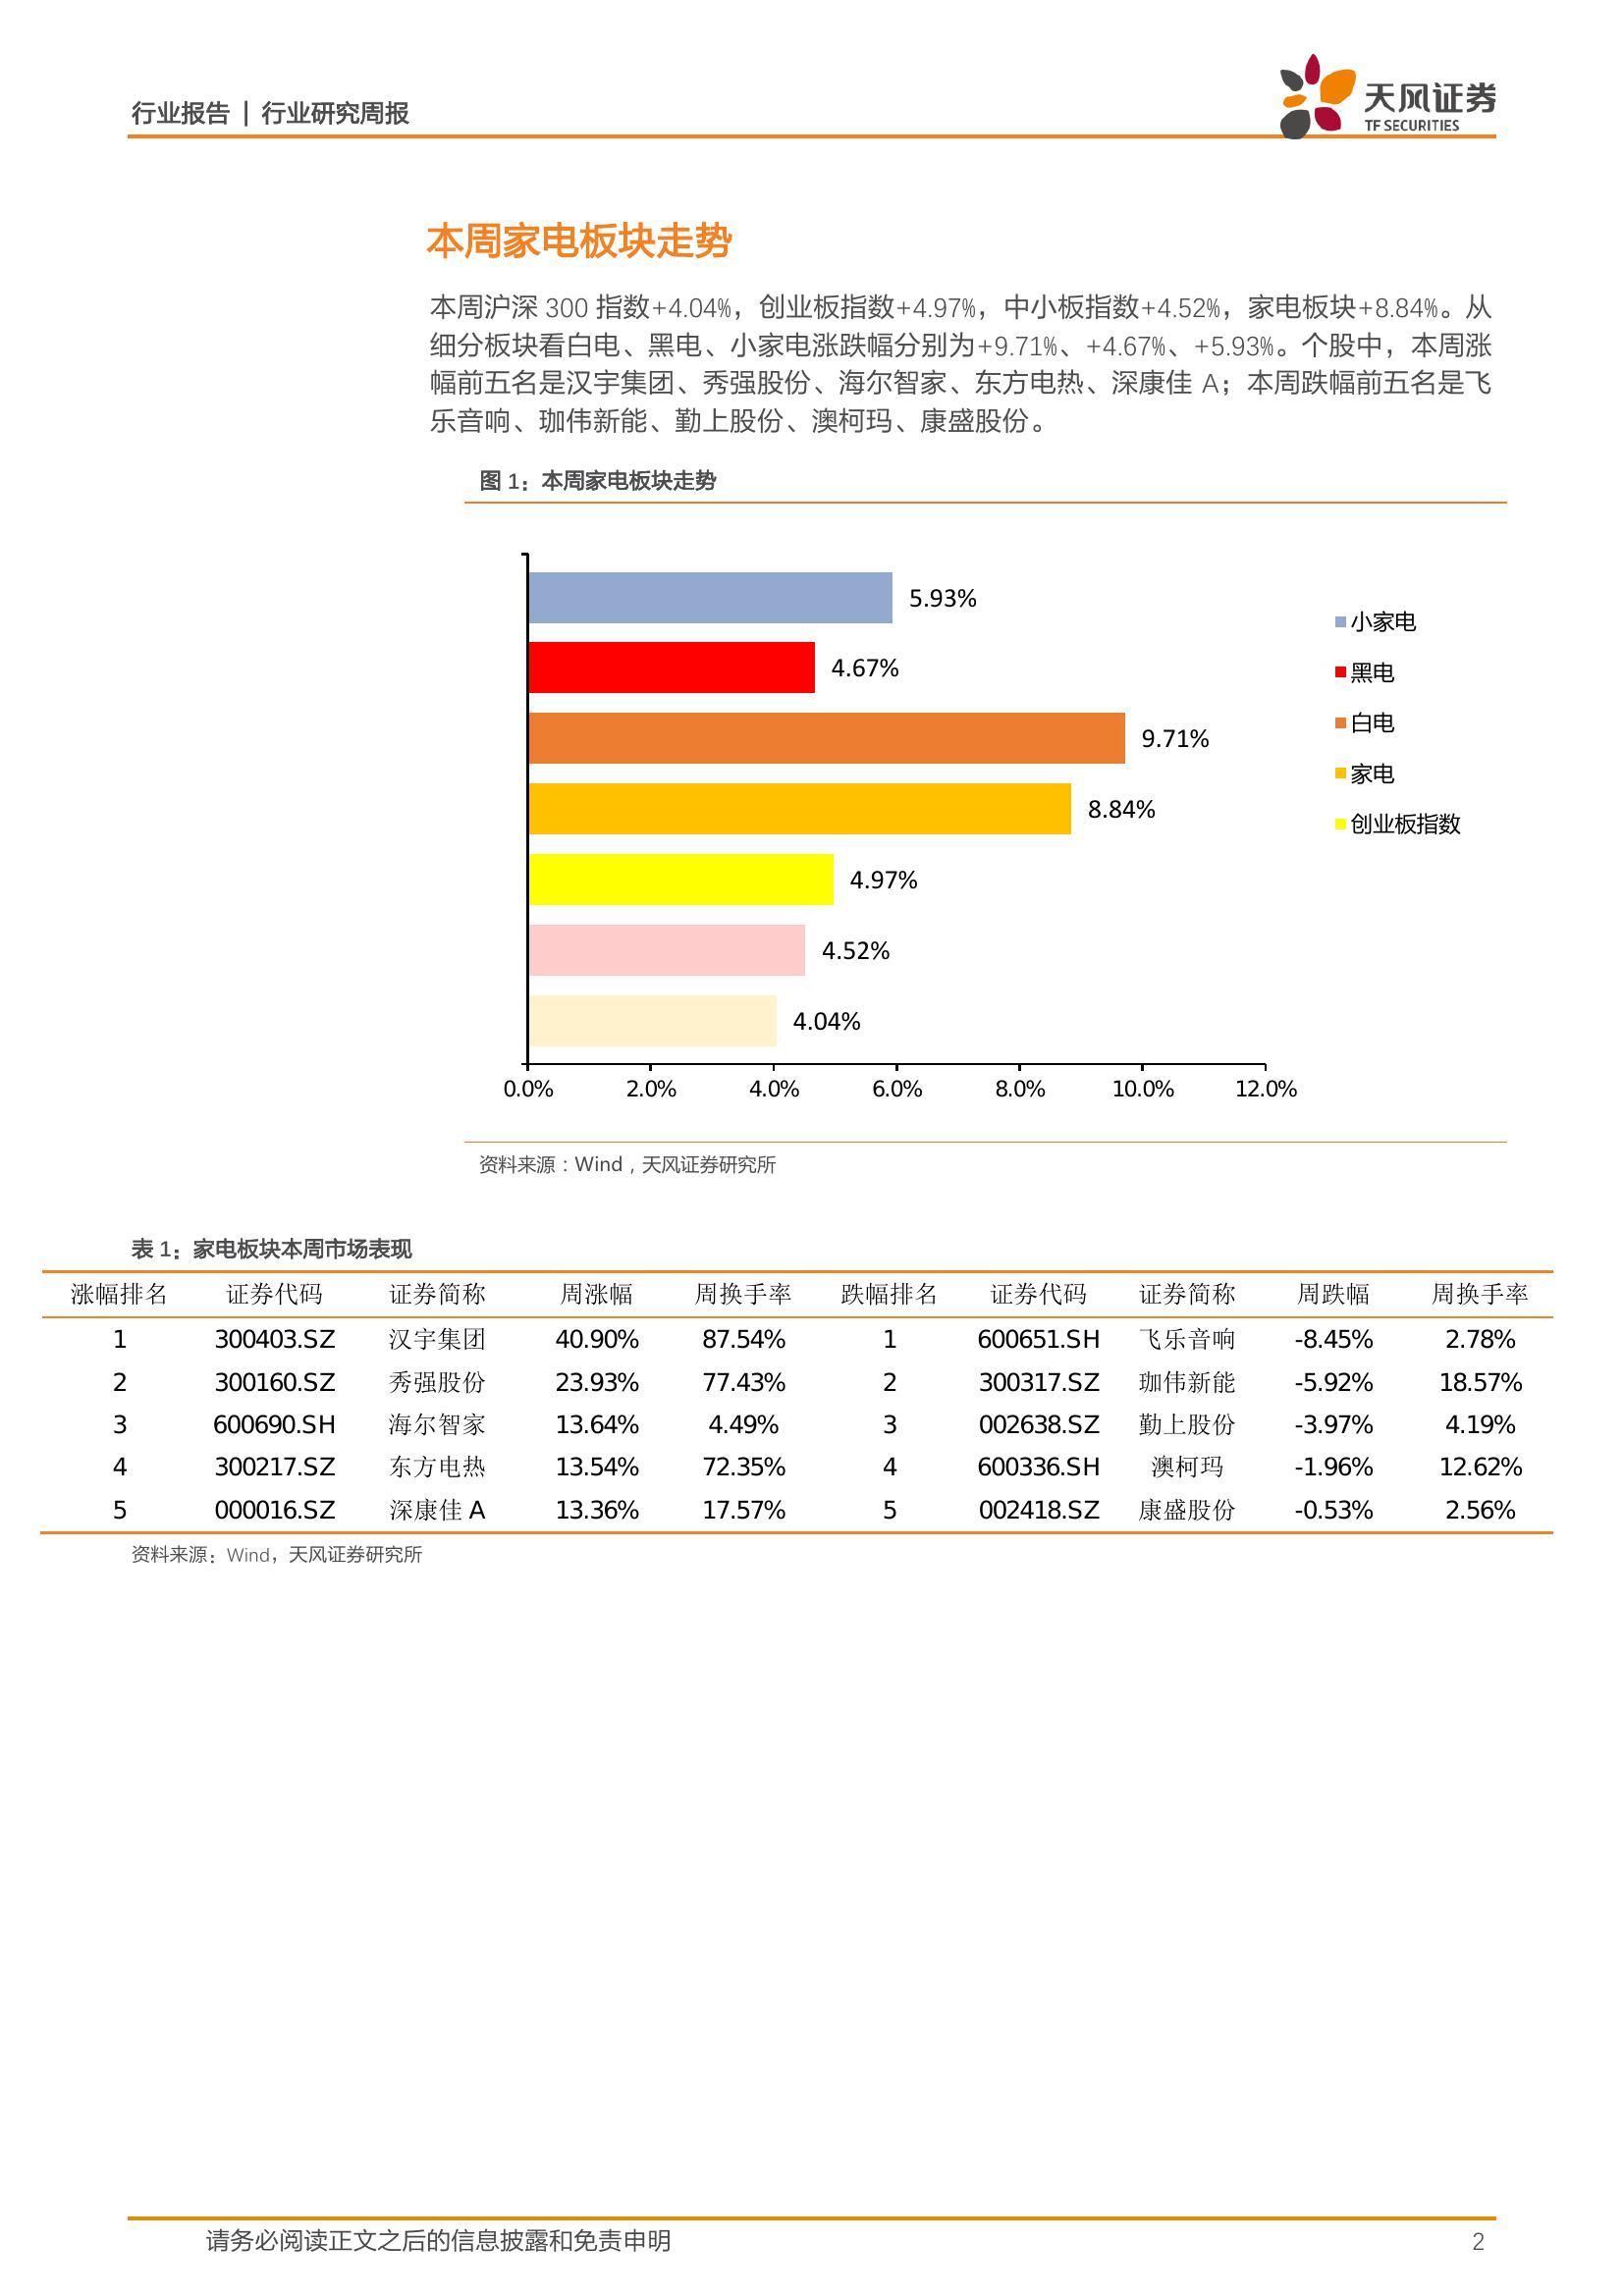 行业报告 | 行业研究周报
天风证券
TF SECURITIES
本周家电板块走势
本周沪深 300 指数+4.04%，创业板指数+4.97%，中小板指数+4.52%，家电板块+8.84%。从
细分板块看白电、黑电、小家电涨跌幅分别为+9.71%、+4.67%、+5.93%。个股中，本周涨
幅前五名是汉宇集团、秀强股份、海尔智家、东方电热、深康佳 A；本周跌幅前五名是飞
乐音响、珈伟新能、勤上股份、澳柯玛、康盛股份。
图 1：本周家电板块走势
5.93%
4.67%
9.71%
8.84%
4.97%
4.52%
4.04%
0.0% 2.0% 4.0% 6.0% 8.0% 10.0% 12.0%
小家电
黑电
白电
家电
创业板指数
资料来源：Wind，天风证券研究所
表 1：家电板块本周市场表现
涨幅排名 证券代码 证券简称 周涨幅 周换手率 跌幅排名 证券代码 证券简称 周跌幅 周换手率
1 300403.SZ 汉宇集团 40.90% 87.54% 1 600651.SH 飞乐音响 -8.45% 2.78%
2 300160.SZ 秀强股份 23.93% 77.43% 2 300317.SZ 珈伟新能 -5.92% 18.57%
3 600690.SH 海尔智家 13.64% 4.49% 3 002638.SZ 勤上股份 -3.97% 4.19%
4 300217.SZ 东方电热 13.54% 72.35% 4 600336.SH 澳柯玛 -1.96% 12.62%
5 000016.SZ 深康佳 A 13.36% 17.57% 5 002418.SZ 康盛股份 -0.53% 2.56%
资料来源：Wind，天风证券研究所
请务必阅读正文之后的信息披露和免责申明 2